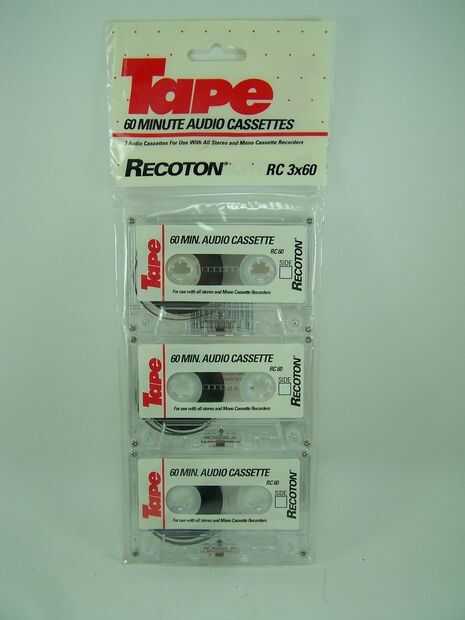 Tape
60 MINUTE AUDIO CASSETTES
3 Audio Cassettes For Use With All Stereo and Mono Cassette Recorders
RECOTON® RC 3x60
Tape
60 MIN. AUDIO CASSETTE
RC 60
SIDE
RECOTON
For use with all stereo and Mono Cassette Recorders
Tape
60 MIN. AUDIO CASSETTE
RC 60
SIDE
RECOTON
For use with all stereo and Mono Cassette Recorders
Tape
60 MIN. AUDIO CASSETTE
RC 60
SIDE
RECOTON
For use with all stereo and Mono Cassette Recorders